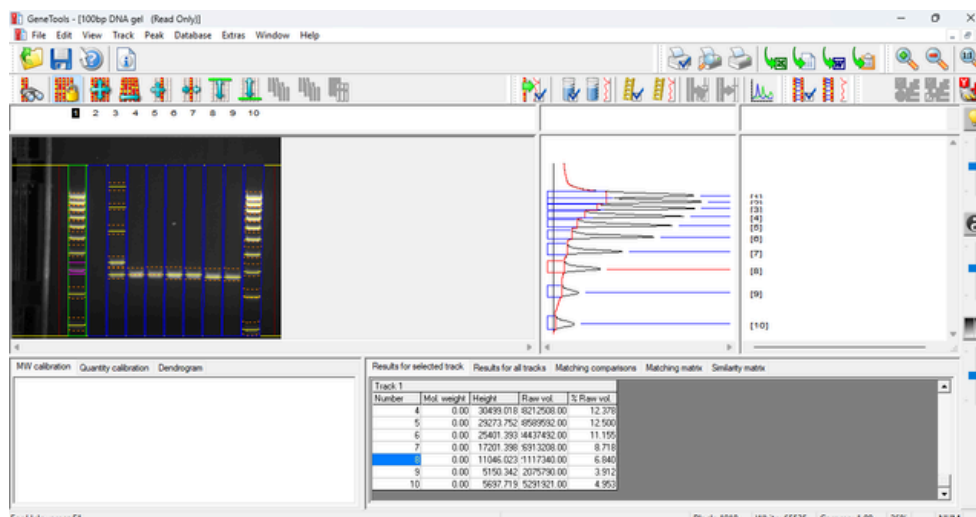 GeneTools - [100bp DNA gel (Read Only)]
File Edit View Track Peak Database Extras Window Help
1 2 3 4 5 6 7 8 9 10
[1]
[2]
[3]
[4]
[5]
[6]
[7]
[8]
[9]
[10]
MW calibration Quantity calibration Dendrogram
Results for selected track Results for all tracks Matching comparisons Matching matrix Similarity matrix
Track 1
Number Mol. weight Height Raw vol. % Raw vol.
4 0.00 30499.018 8212508.00 12.378
5 0.00 29273.752 8589592.00 12.500
6 0.00 25401.393 4437492.00 11.155
7 0.00 17201.398 6913208.00 8.718
8 0.00 11046.023 1117340.00 6.840
9 0.00 5150.342 2075790.00 3.912
10 0.00 5697.719 5291921.00 4.953